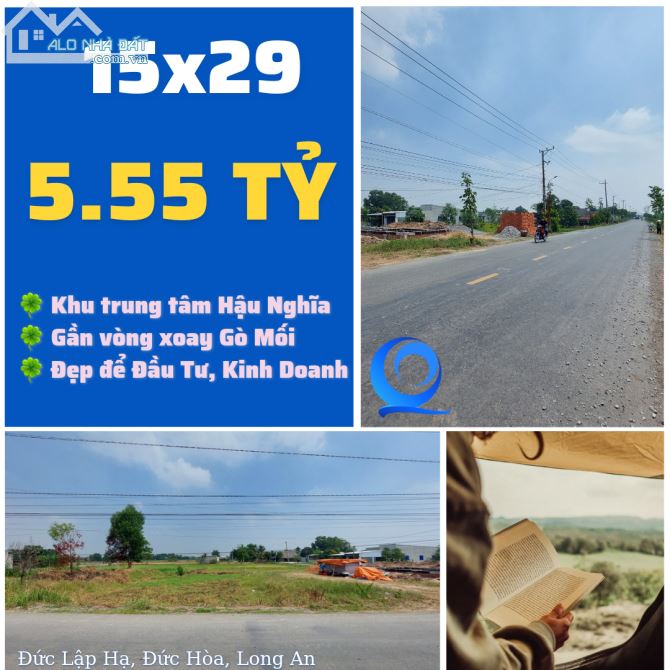 ALO NHÀ ĐẤT
.com.vn
15x29
5.55 TỶ
Khu trung tâm Hậu Nghĩa
Gần vòng xoay Gò Mối
Đẹp để Đầu Tư, Kinh Doanh
Đức Lập Hạ, Đức Hòa, Long An